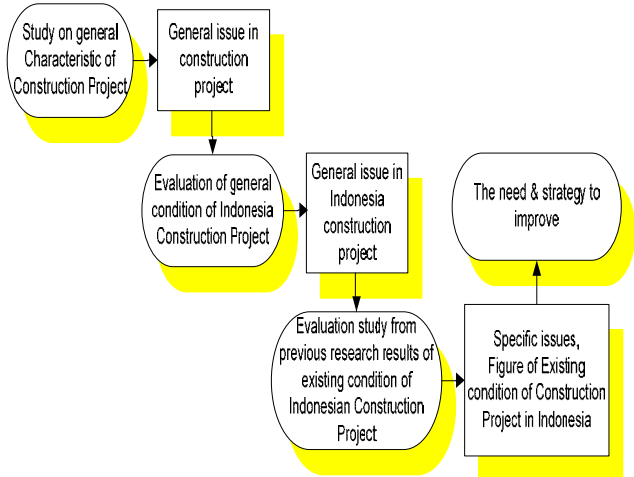 Study on general
Characteristic of
Construction Project
General issue in
construction
project
Evaluation of general
condition of Indonesia
Construction Project
General issue in
Indonesia
construction
project
Evaluation study from
previous research results of
existing condition of
Indonesian Construction
Project
Specific issues,
Figure of Existing
condition of Construction
Project in Indonesia
The need & strategy to
improve